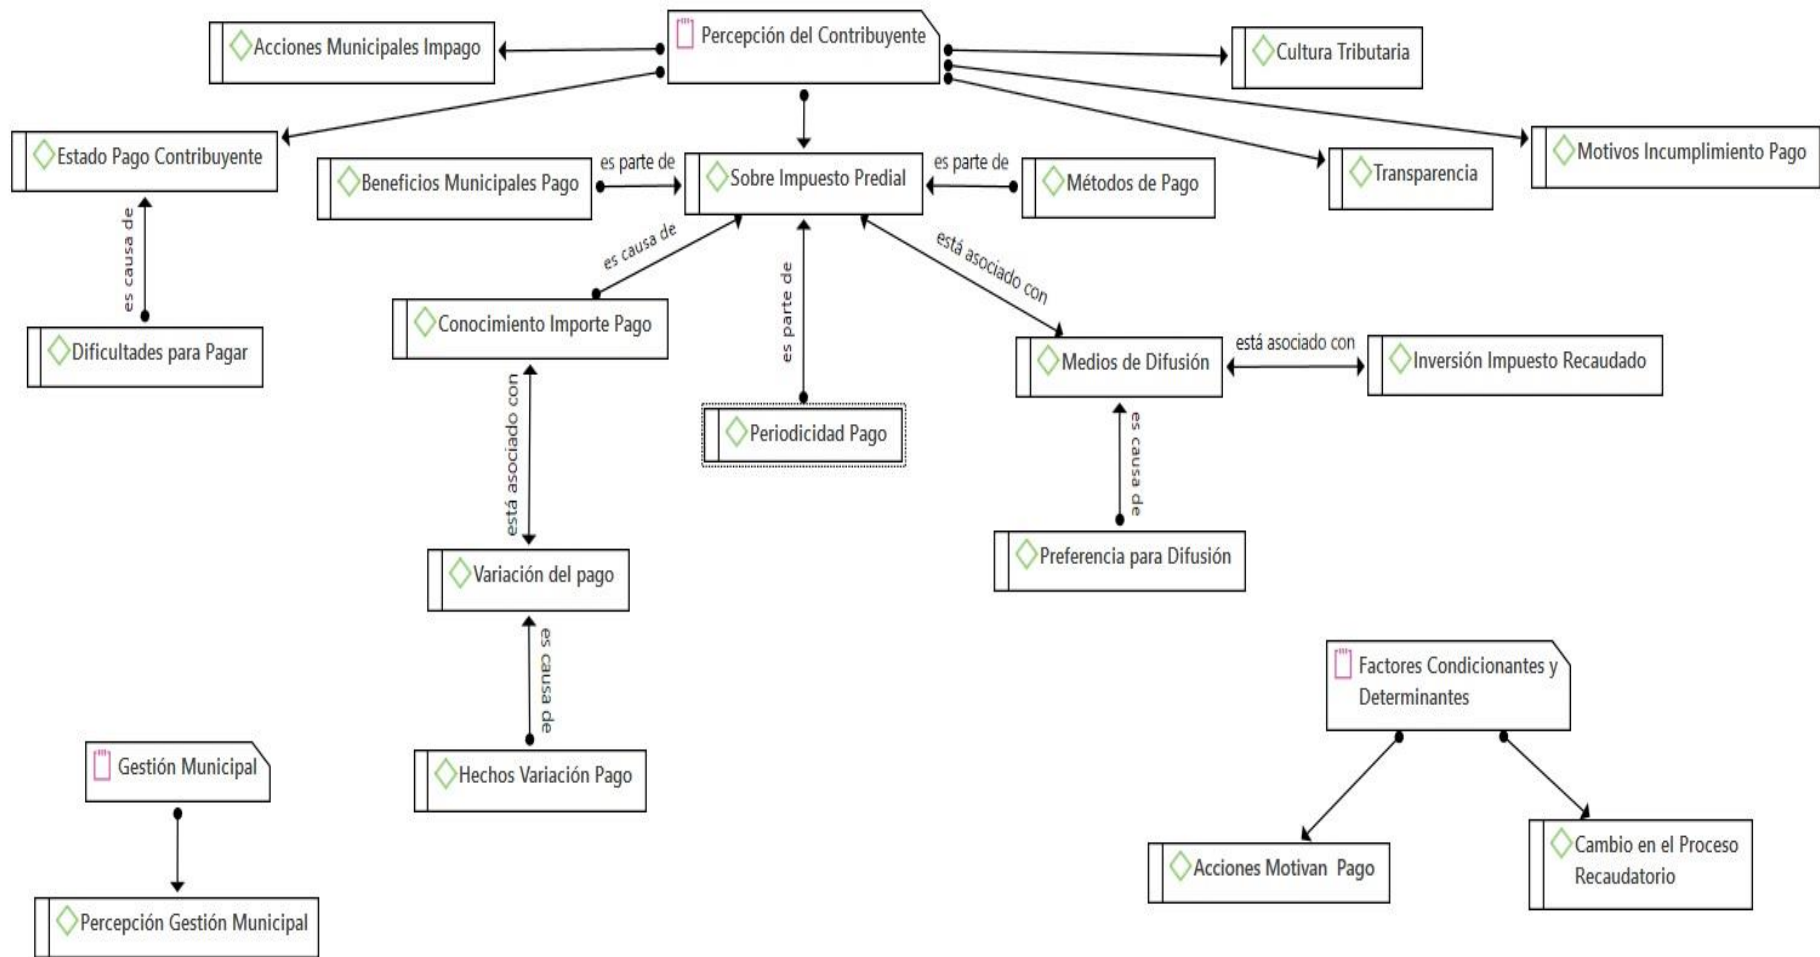 Percepción del Contribuyente
Acciones Municipales Impago
Cultura Tributaria
Estado Pago Contribuyente
Beneficios Municipales Pago
es parte de
Sobre Impuesto Predial
es parte de
Métodos de Pago
Transparencia
Motivos Incumplimiento Pago
es causa de
es causa de
es parte de
está asociado con
Dificultades para Pagar
Conocimiento Importe Pago
Medios de Difusión
está asociado con
Inversión Impuesto Recaudado
está asociado con
Periodicidad Pago
es causa de
Variación del pago
Preferencia para Difusión
es causa de
Factores Condicionantes y
Determinantes
Gestión Municipal
Hechos Variación Pago
Acciones Motivan Pago
Cambio en el Proceso
Recaudatorio
Percepción Gestión Municipal